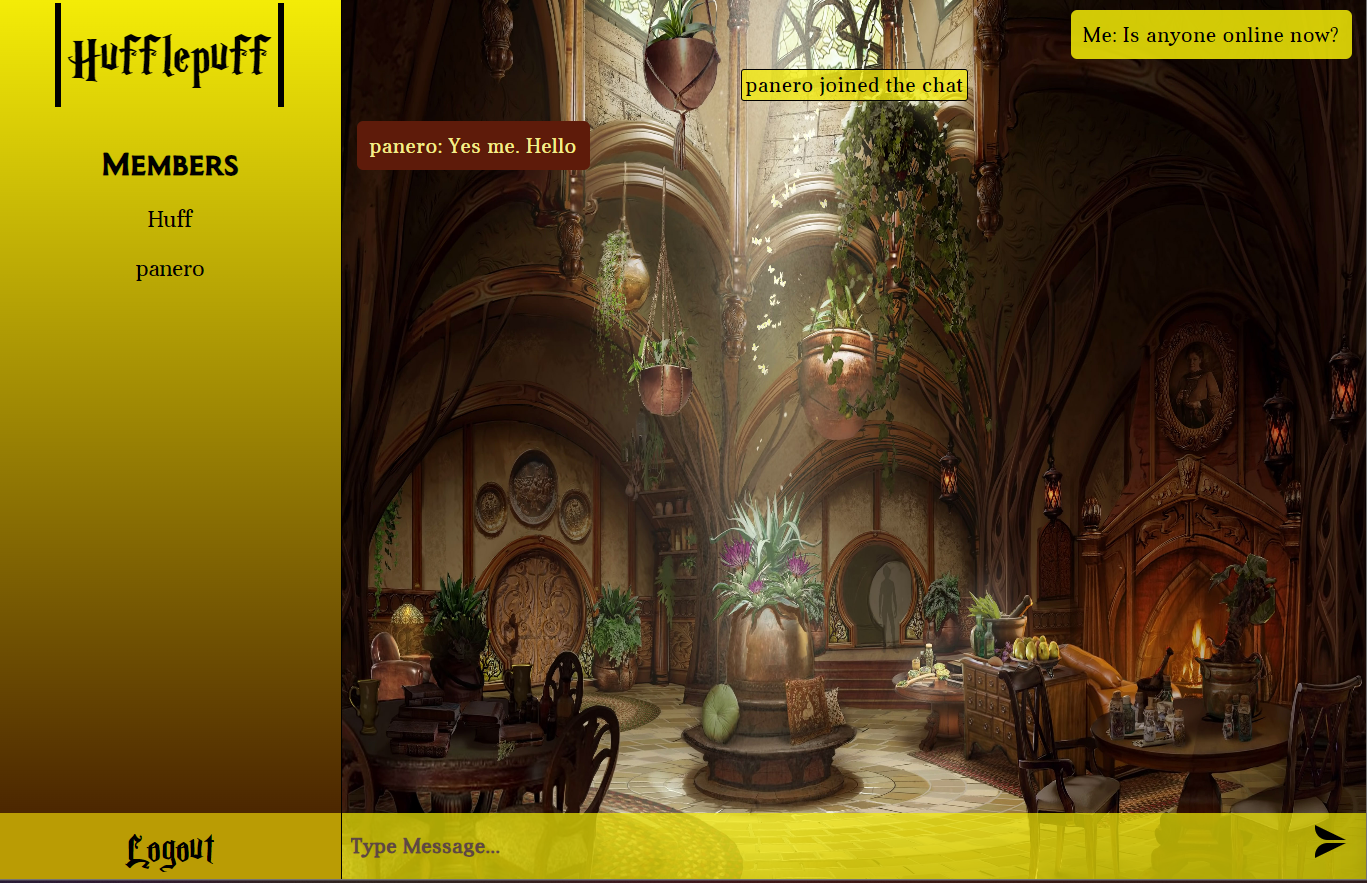 Hufflepuff
MEMBERS
Huff
panero
Logout
Me: Is anyone online now?
panero joined the chat
panero: Yes me. Hello
Type Message...